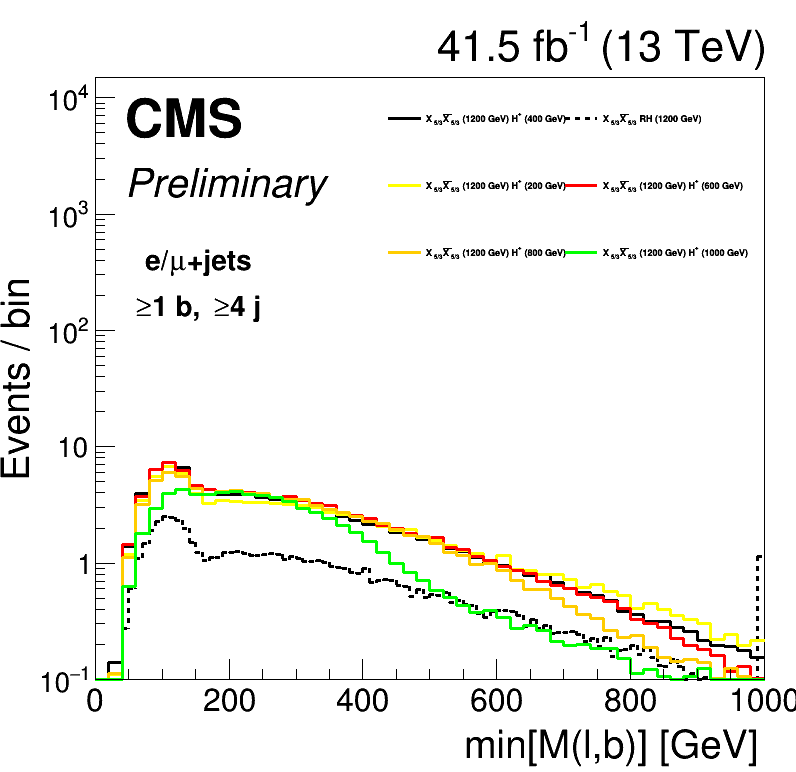 41.5 fb⁻¹ (13 TeV)
CMS
Preliminary
e/μ+jets
≥1 b, ≥4 j
X₅/₃X̅₅/₃ (1200 GeV) H⁺ (400 GeV)
X₅/₃X̅₅/₃ RH (1200 GeV)
X₅/₃X̅₅/₃ (1200 GeV) H⁺ (200 GeV)
X₅/₃X̅₅/₃ (1200 GeV) H⁺ (600 GeV)
X₅/₃X̅₅/₃ (1200 GeV) H⁺ (800 GeV)
X₅/₃X̅₅/₃ (1200 GeV) H⁺ (1000 GeV)
Events / bin
10⁴
10³
10²
10
1
10⁻¹
0 200 400 600 800 1000
min[M(l,b)] [GeV]